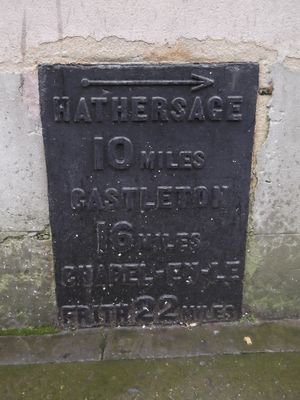 HATHERSAGE
10 MILES
CASTLETON
16 MILES
CHAPEL-EN-LE
FRITH 22 MILES